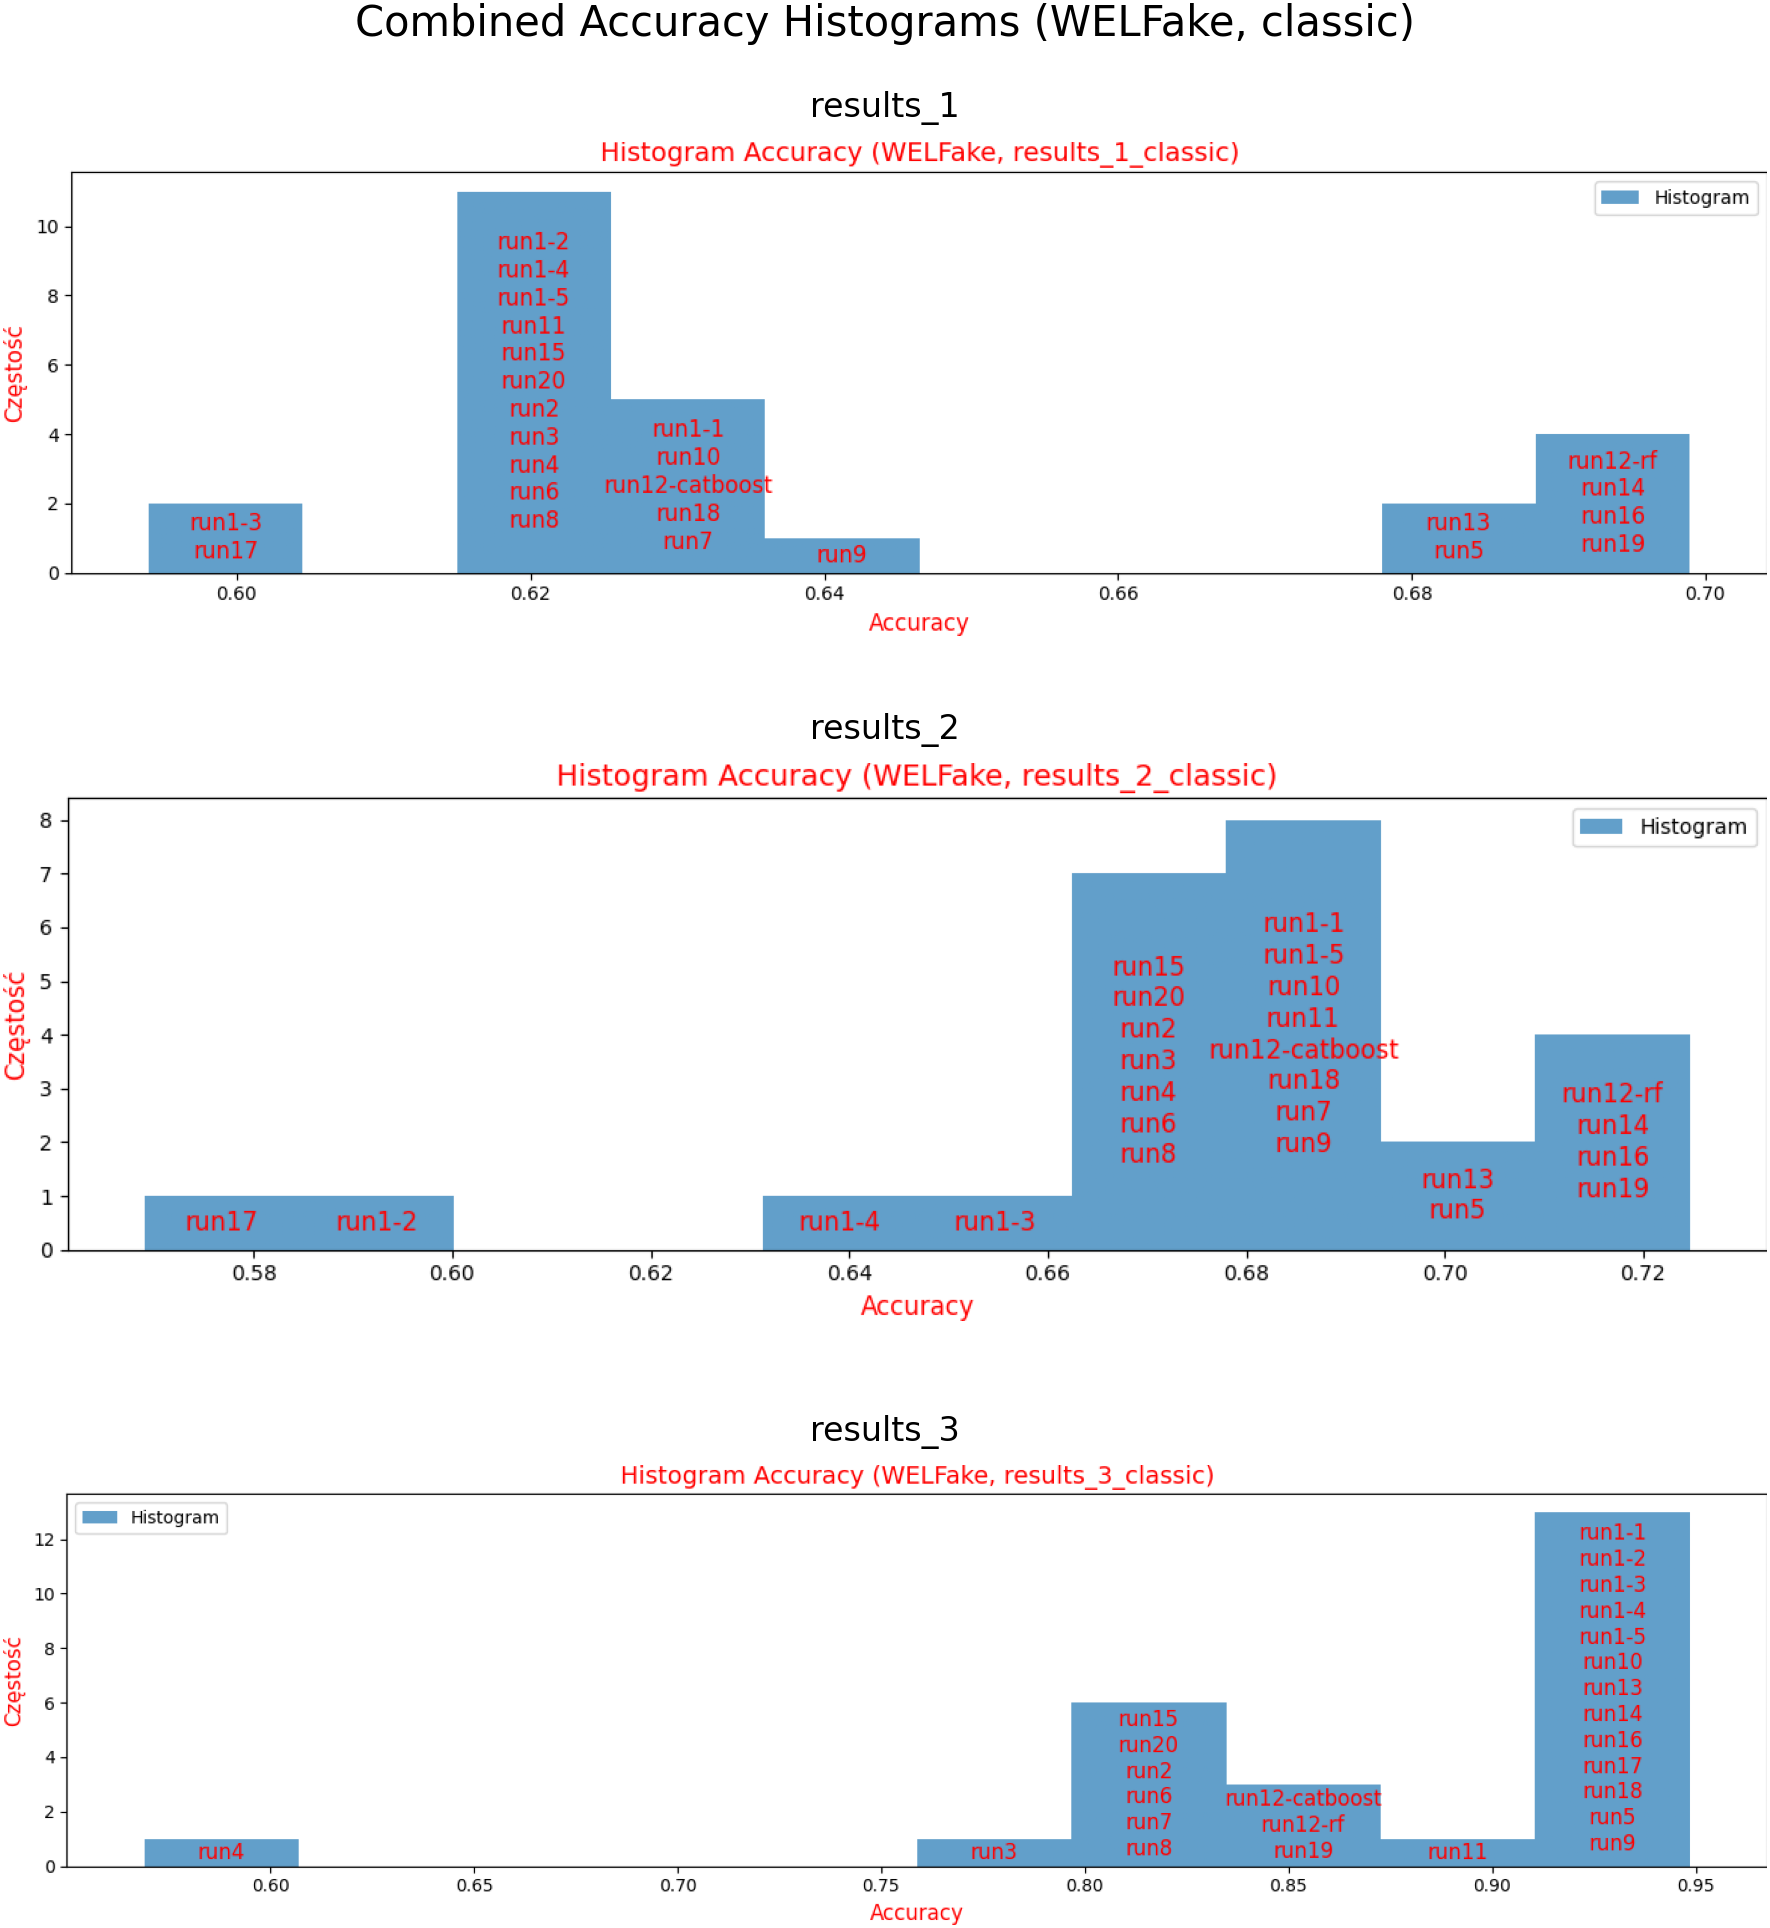 Combined Accuracy Histograms (WELFake, classic)
results_1
Histogram Accuracy (WELFake, results_1_classic)
Histogram
Częstość
10
8
6
4
2
0
run1-3
run17
run1-2
run1-4
run1-5
run11
run15
run20
run2
run3
run4
run6
run8
run1-1
run10
run12-catboost
run18
run7
run9
run13
run5
run12-rf
run14
run16
run19
0.60 0.62 0.64 0.66 0.68 0.70
Accuracy
results_2
Histogram Accuracy (WELFake, results_2_classic)
Histogram
Częstość
8
7
6
5
4
3
2
1
0
run17
run1-2
run1-4
run1-3
run15
run20
run2
run3
run4
run6
run8
run1-1
run1-5
run10
run11
run12-catboost
run18
run7
run9
run13
run5
run12-rf
run14
run16
run19
0.58 0.60 0.62 0.64 0.66 0.68 0.70 0.72
Accuracy
results_3
Histogram Accuracy (WELFake, results_3_classic)
Histogram
Częstość
12
10
8
6
4
2
0
run4
run3
run15
run20
run2
run6
run7
run8
run12-catboost
run12-rf
run19
run11
run1-1
run1-2
run1-3
run1-4
run1-5
run10
run13
run14
run16
run17
run18
run5
run9
0.60 0.65 0.70 0.75 0.80 0.85 0.90 0.95
Accuracy